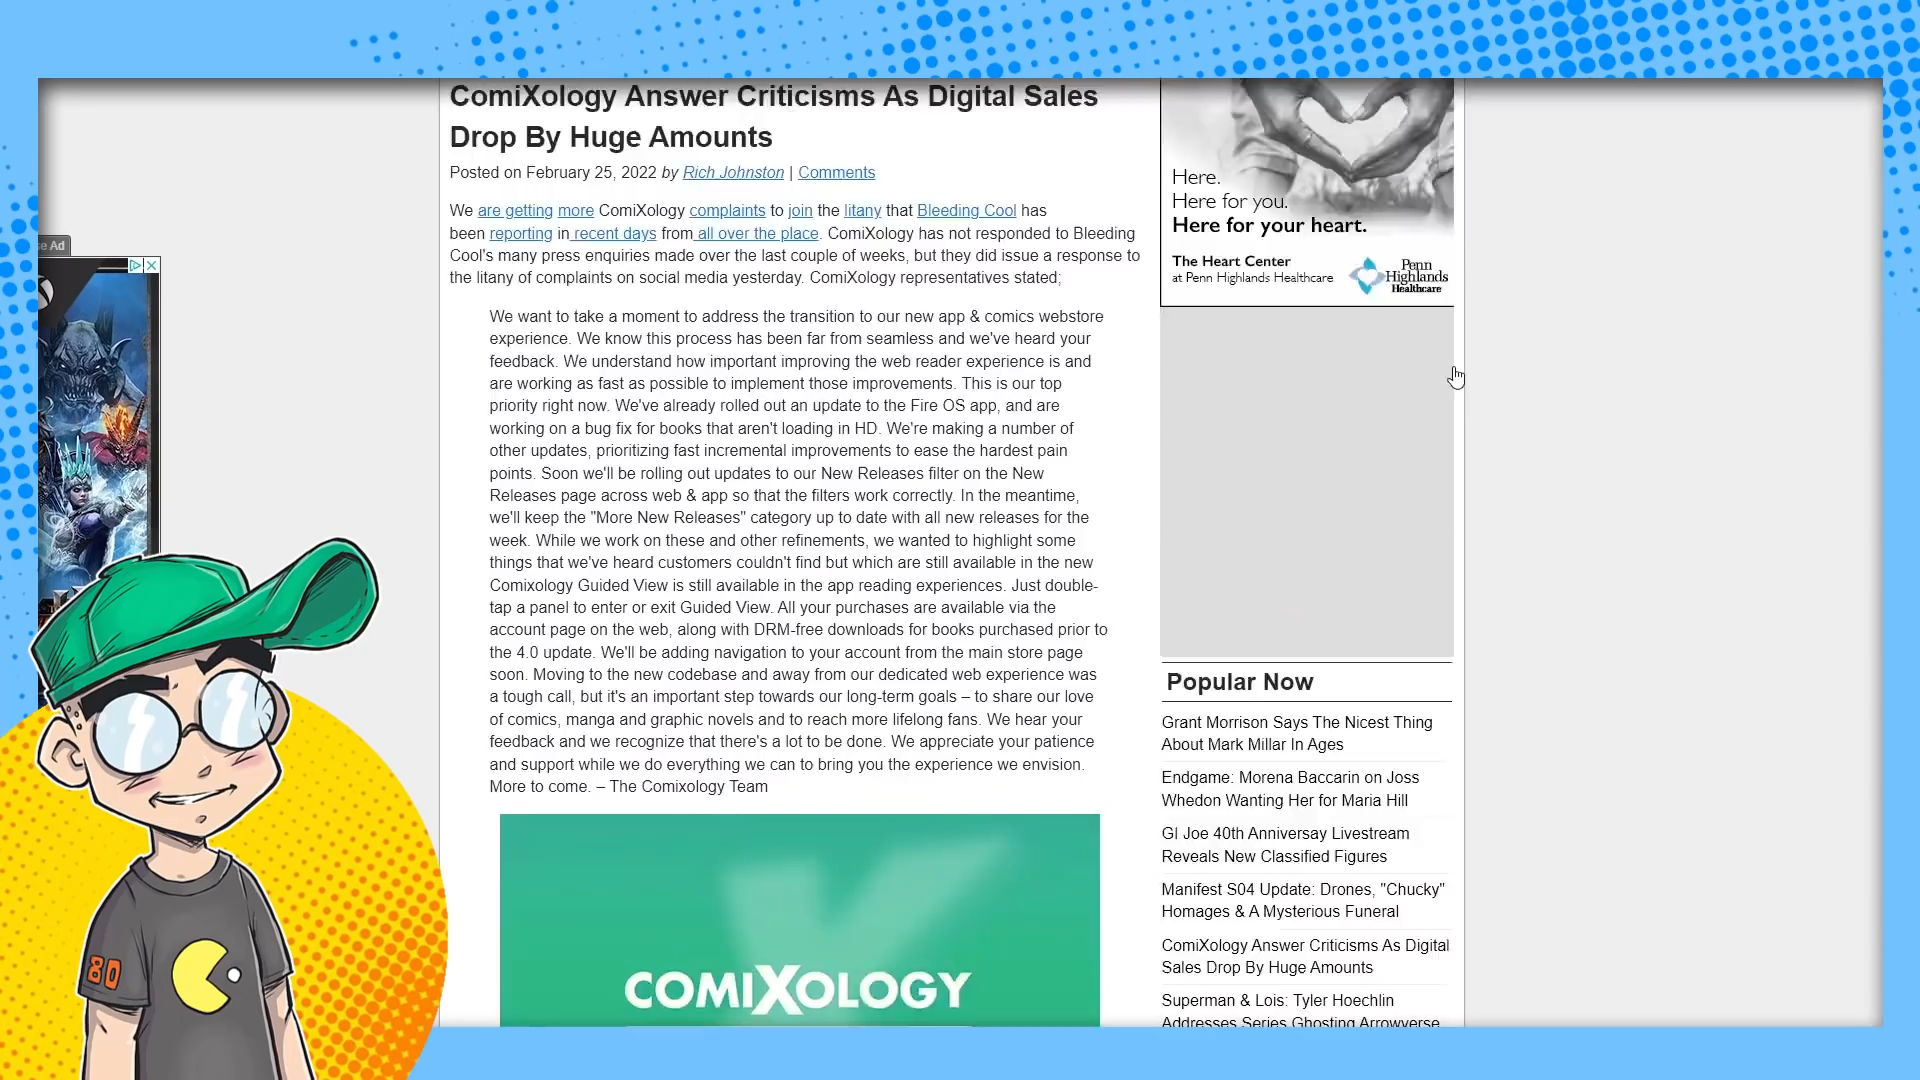 ComiXology Answer Criticisms As Digital Sales
Drop By Huge Amounts
Posted on February 25, 2022 by Rich Johnston | Comments
We are getting more ComiXology complaints to join the litany that Bleeding Cool has
been reporting in recent days from all over the place. ComiXology has not responded to Bleeding
Cool's many press enquiries made over the last couple of weeks, but they did issue a response to
the litany of complaints on social media yesterday. ComiXology representatives stated;
We want to take a moment to address the transition to our new app & comics webstore
experience. We know this process has been far from seamless and we've heard your
feedback. We understand how important improving the web reader experience is and
are working as fast as possible to implement those improvements. This is our top
priority right now. We've already rolled out an update to the Fire OS app, and are
working on a bug fix for books that aren't loading in HD. We're making a number of
other updates, prioritizing fast incremental improvements to ease the hardest pain
points. Soon we'll be rolling out updates to our New Releases filter on the New
Releases page across web & app so that the filters work correctly. In the meantime,
we'll keep the "More New Releases" category up to date with all new releases for the
week. While we work on these and other refinements, we wanted to highlight some
things that we've heard customers couldn't find but which are still available in the new
Comixology Guided View is still available in the app reading experiences. Just double-
tap a panel to enter or exit Guided View. All your purchases are available via the
account page on the web, along with DRM-free downloads for books purchased prior to
the 4.0 update. We'll be adding navigation to your account from the main store page
soon. Moving to the new codebase and away from our dedicated web experience was
a tough call, but it's an important step towards our long-term goals – to share our love
of comics, manga and graphic novels and to reach more lifelong fans. We hear your
feedback and we recognize that there's a lot to be done. We appreciate your patience
and support while we do everything we can to bring you the experience we envision.
More to come. – The Comixology Team
COMIXOLOGY
Here.
Here for you.
Here for your heart.
The Heart Center
at Penn Highlands Healthcare
Penn
Highlands
Healthcare
Popular Now
Grant Morrison Says The Nicest Thing
About Mark Millar In Ages
Endgame: Morena Baccarin on Joss
Whedon Wanting Her for Maria Hill
GI Joe 40th Anniversay Livestream
Reveals New Classified Figures
Manifest S04 Update: Drones, "Chucky"
Homages & A Mysterious Funeral
ComiXology Answer Criticisms As Digital
Sales Drop By Huge Amounts
Superman & Lois: Tyler Hoechlin
Addresses Series Ghosting Arrowverse
Ad
80